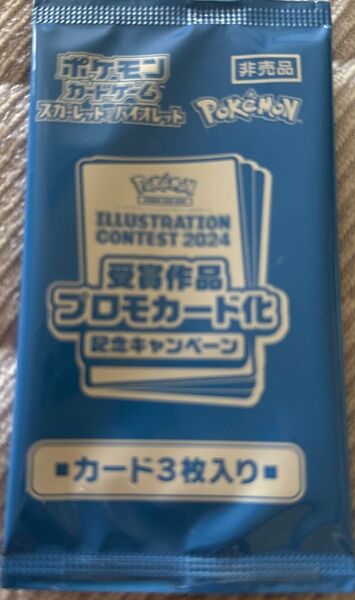 ポケモン
カードゲーム
スカーレット バイオレット
非売品
POKéMON
Pokémon
ILLUSTRATION
CONTEST 2024
受賞作品
プロモカード化
記念キャンペーン
■カード3枚入り■